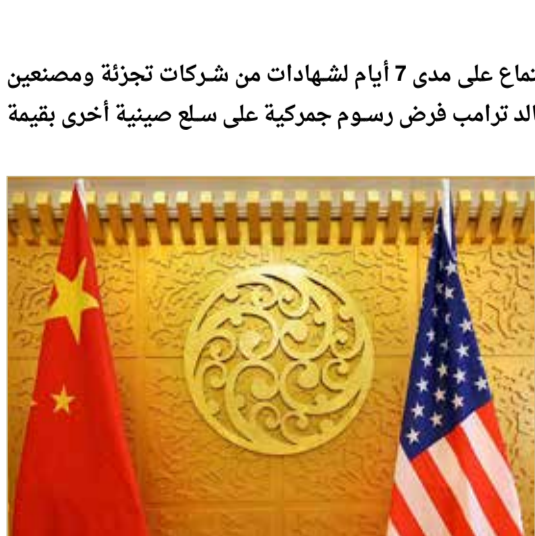 تماع على مدى 7 أيام لشهادات من شركات تجزئة ومصنعين
الد ترامب فرض رسوم جمركية على سلع صينية أخرى بقيمة